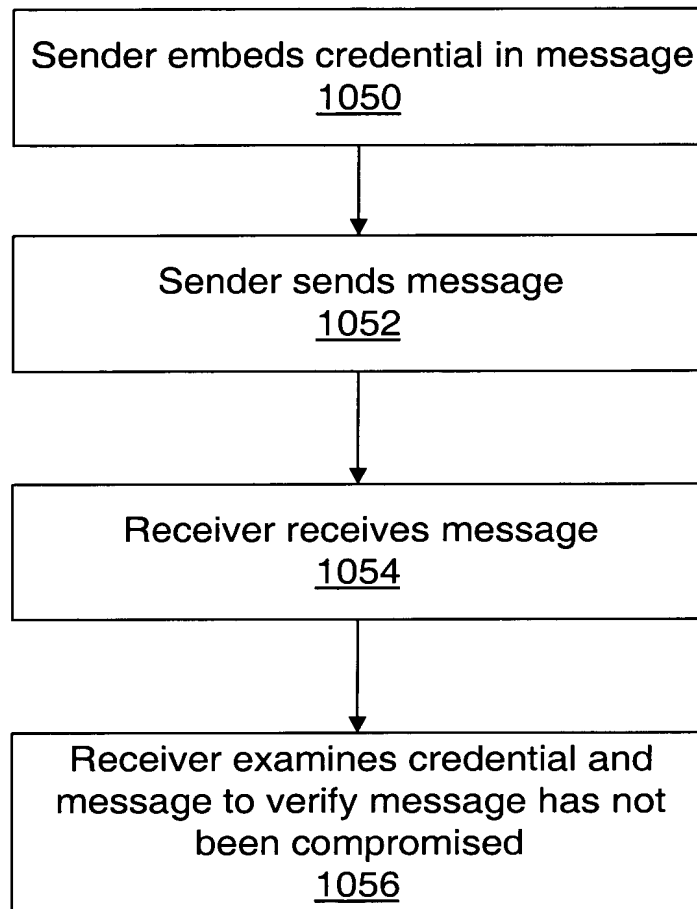 Sender embeds credential in message
1050
Sender sends message
1052
Receiver receives message
1054
Receiver examines credential and
message to verify message has not
been compromised
1056